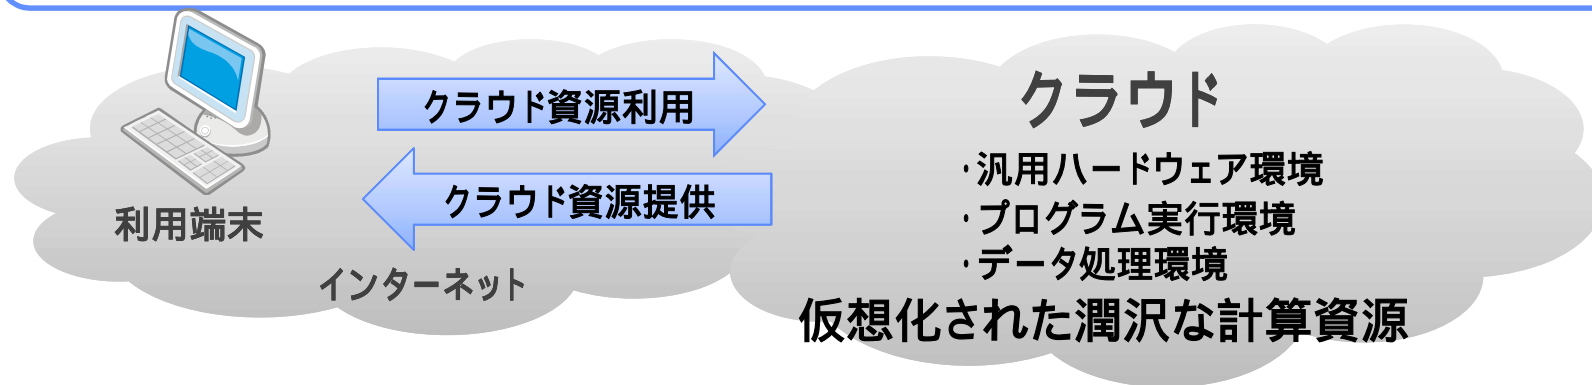 クラウド
クラウド資源利用
・汎用ハードウェア環境
クラウド資源提供
・プログラム実行環境
利用端末
・データ処理環境
インターネット
仮想化された潤沢な計算資源